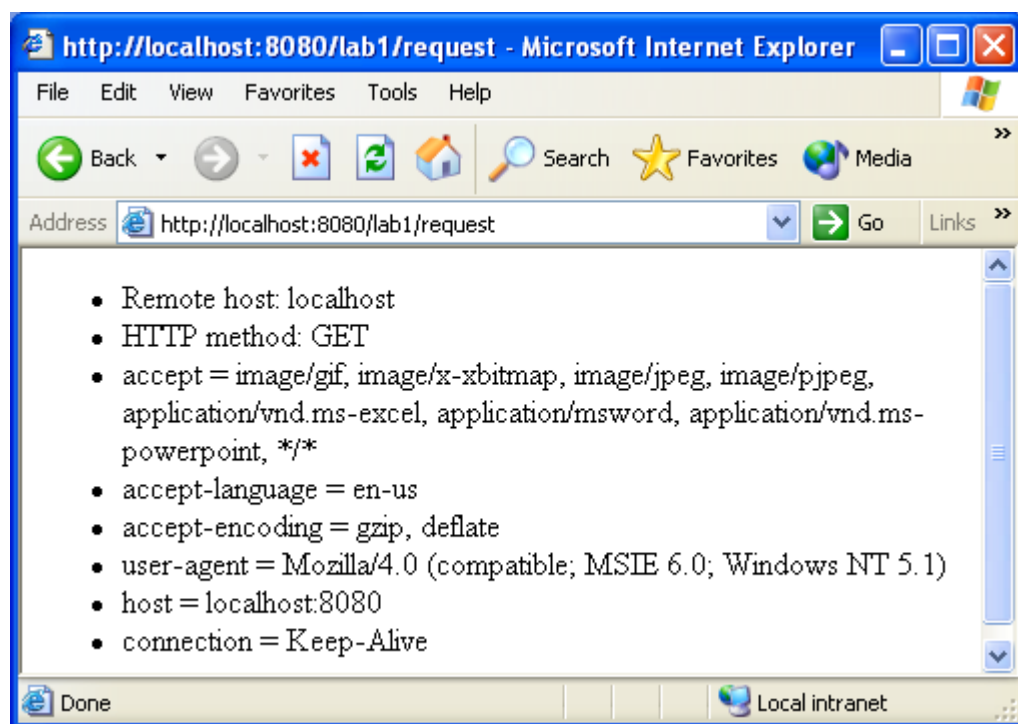 http://localhost:8080/lab1/request - Microsoft Internet Explorer
File Edit View Favorites Tools Help
Back Search Favorites Media »
Address http://localhost:8080/lab1/request Go Links »
• Remote host: localhost
• HTTP method: GET
• accept = image/gif, image/x-xbitmap, image/jpeg, image/pjpeg,
application/vnd.ms-excel, application/msword, application/vnd.ms-
powerpoint, */*
• accept-language = en-us
• accept-encoding = gzip, deflate
• user-agent = Mozilla/4.0 (compatible; MSIE 6.0; Windows NT 5.1)
• host = localhost:8080
• connection = Keep-Alive
Done Local intranet